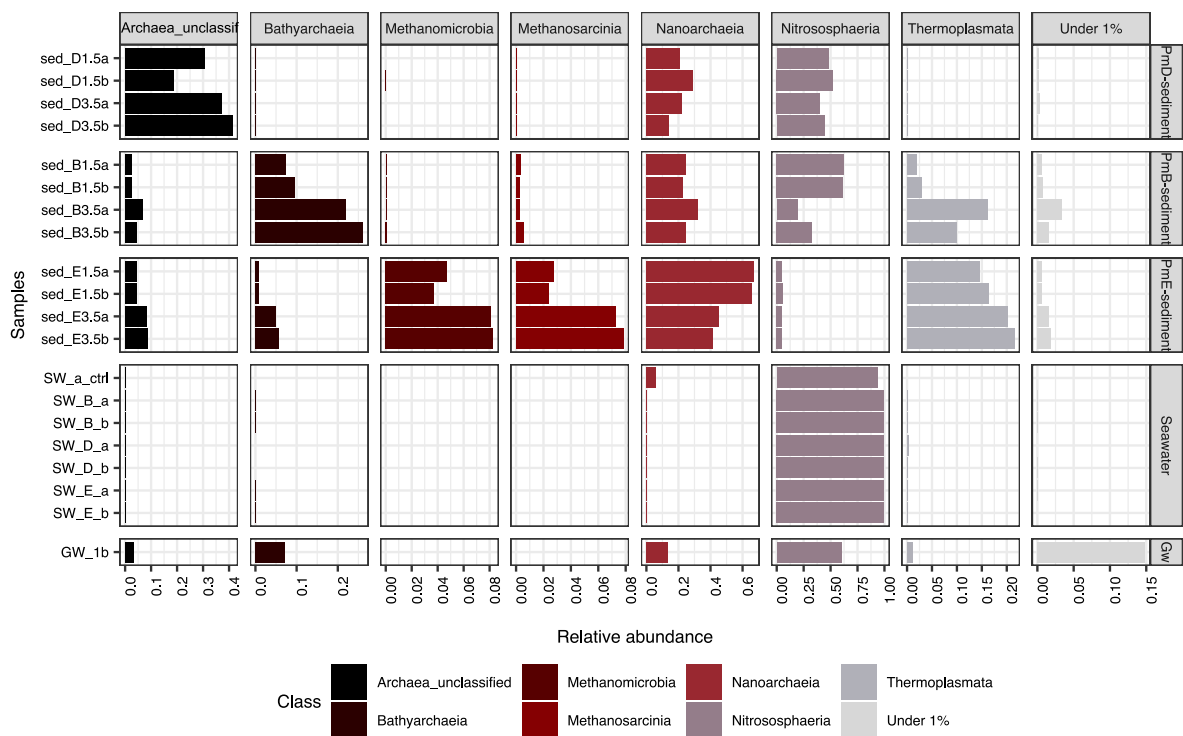 Archaea_unclassif Bathyarchaeia Methanomicrobia Methanosarcinia Nanoarchaeia Nitrososphaeria Thermoplasmata Under 1%
sed_D1.5a
sed_D1.5b
sed_D3.5a
sed_D3.5b
PmD-sediment
sed_B1.5a
sed_B1.5b
sed_B3.5a
sed_B3.5b
PmB-sediment
sed_E1.5a
sed_E1.5b
sed_E3.5a
sed_E3.5b
PmE-sediment
Samples
SW_a_ctrl
SW_B_a
SW_B_b
SW_D_a
SW_D_b
SW_E_a
SW_E_b
Seawater
GW_1b
Gw
0.0 0.1 0.2 0.3 0.4 0.0 0.1 0.2 0.00 0.02 0.04 0.06 0.08 0.00 0.02 0.04 0.06 0.08 0.0 0.2 0.4 0.6 0.00 0.25 0.50 0.75 1.00 0.00 0.05 0.10 0.15 0.20 0.00 0.05 0.10 0.15
Relative abundance
Class
Archaea_unclassified Methanomicrobia Nanoarchaeia Thermoplasmata
Bathyarchaeia Methanosarcinia Nitrososphaeria Under 1%